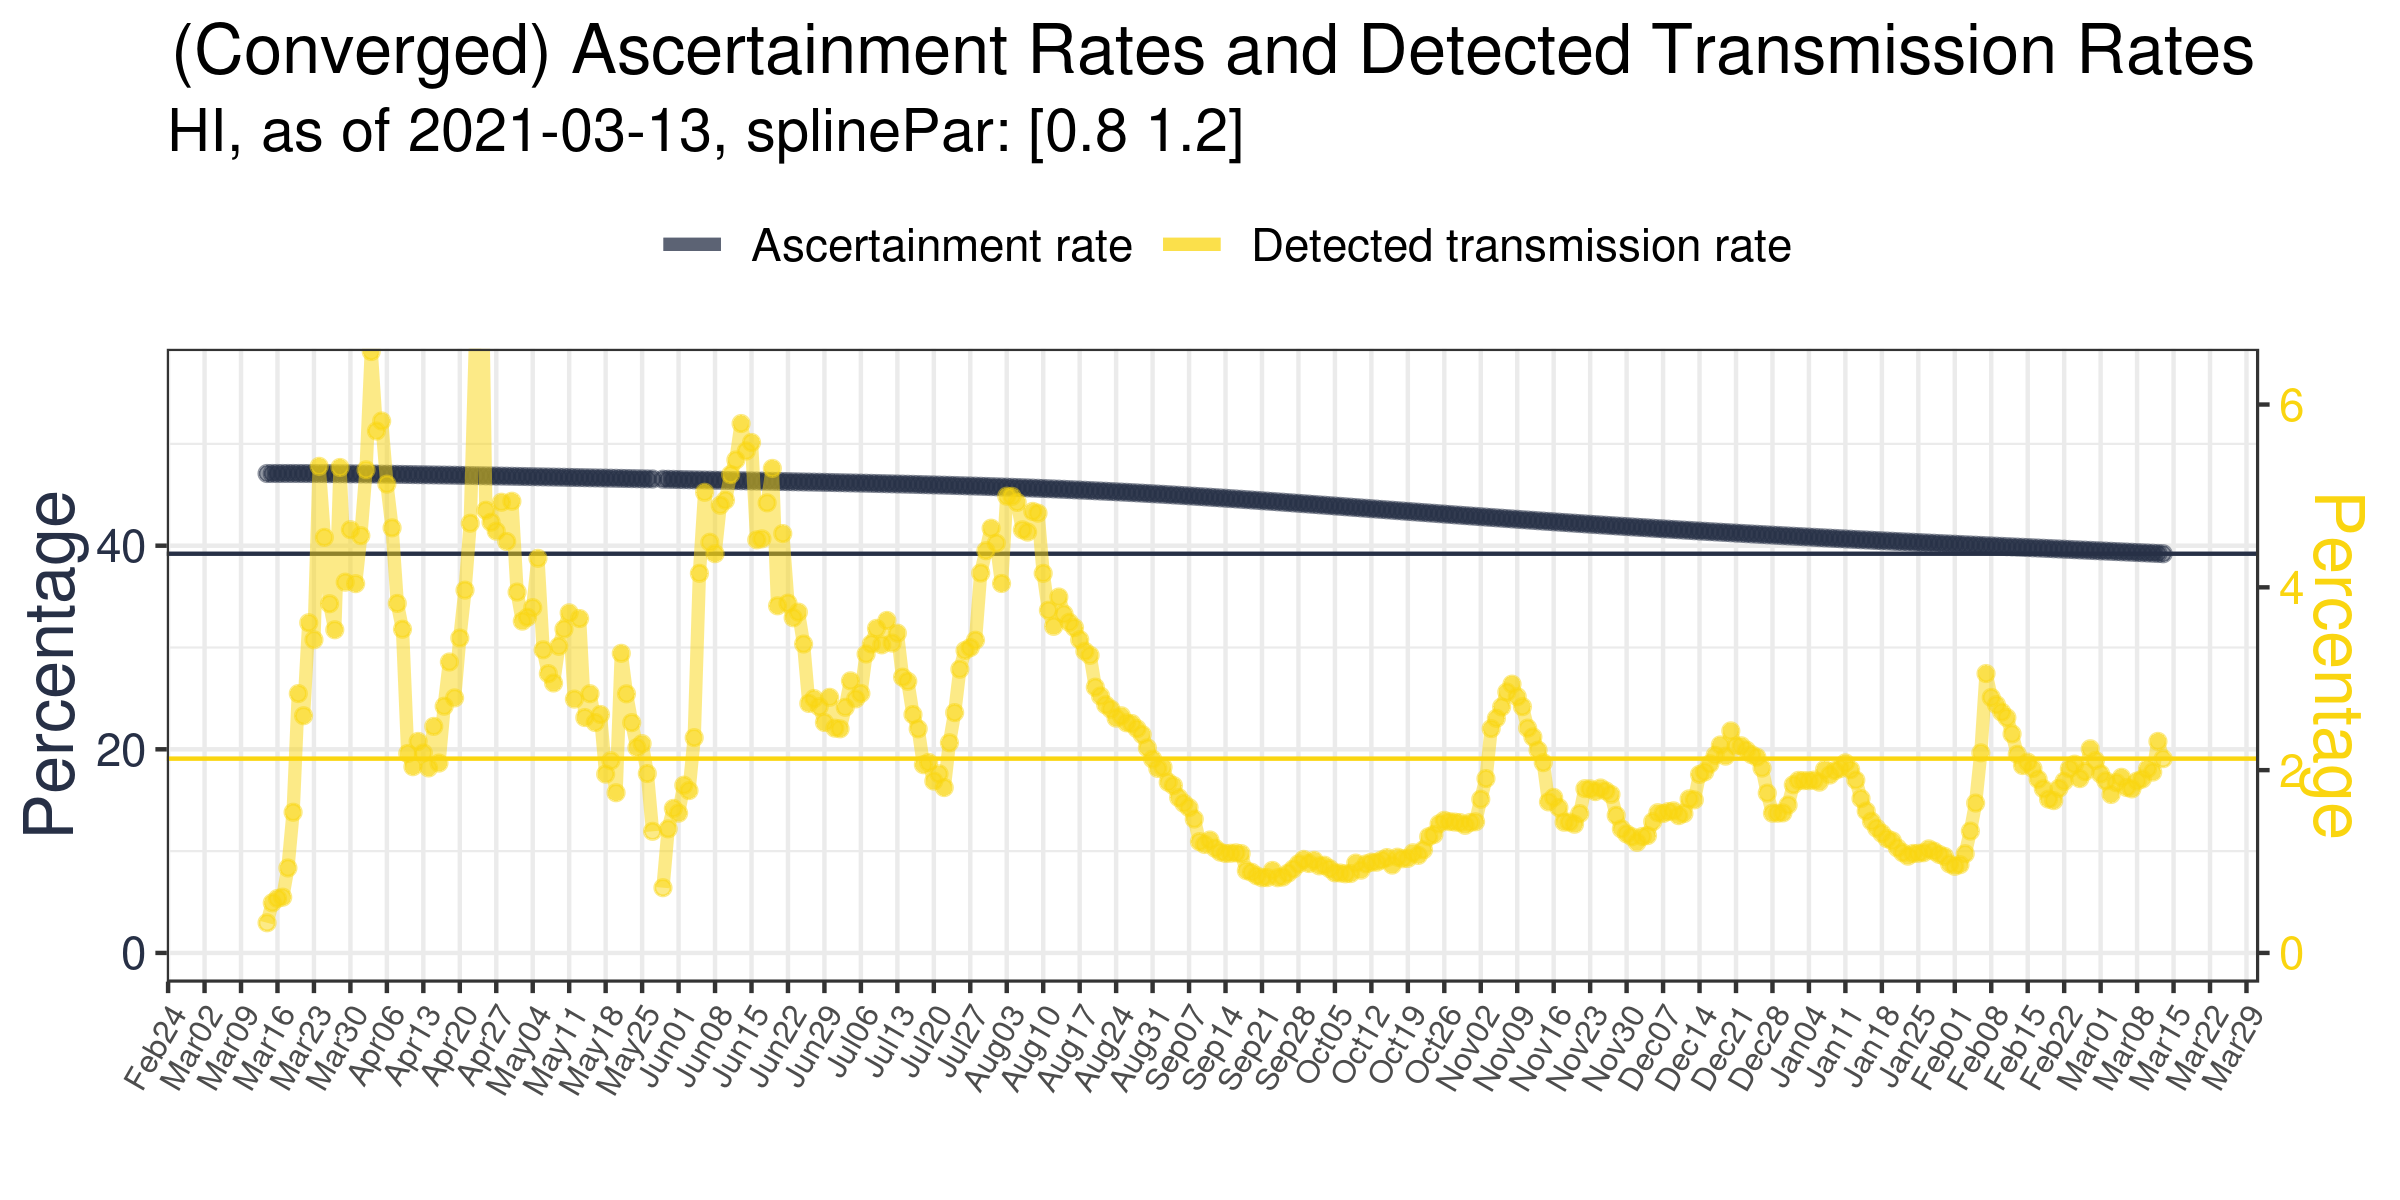 (Converged) Ascertainment Rates and Detected Transmission Rates
HI, as of 2021-03-13, splinePar: [0.8 1.2]
Ascertainment rate
Detected transmission rate
Percentage
40
20
0
6
4
2
0
Percentage
Feb24
Mar02
Mar09
Mar16
Mar23
Mar30
Apr06
Apr13
Apr20
Apr27
May04
May11
May18
May25
Jun01
Jun08
Jun15
Jun22
Jun29
Jul06
Jul13
Jul20
Jul27
Aug03
Aug10
Aug17
Aug24
Aug31
Sep07
Sep14
Sep21
Sep28
Oct05
Oct12
Oct19
Oct26
Nov02
Nov09
Nov16
Nov23
Nov30
Dec07
Dec14
Dec21
Dec28
Jan04
Jan11
Jan18
Jan25
Feb01
Feb08
Feb15
Feb22
Mar01
Mar08
Mar15
Mar22
Mar29